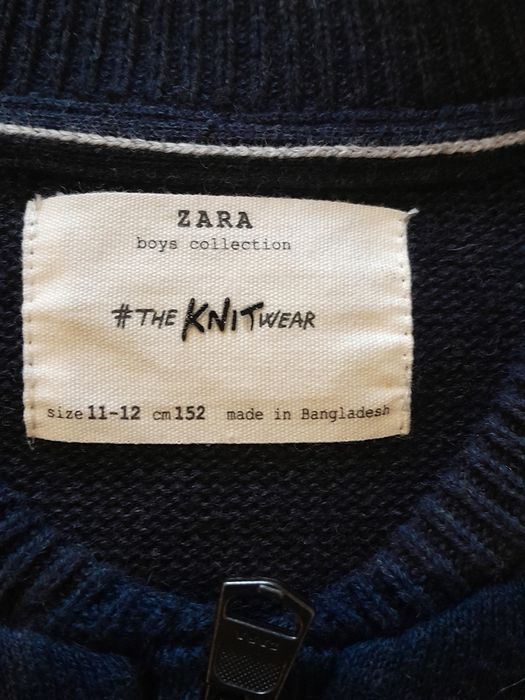 ZARA
boys collection
#THE KNITWEAR
size 11-12 cm 152 made in Bangladesh